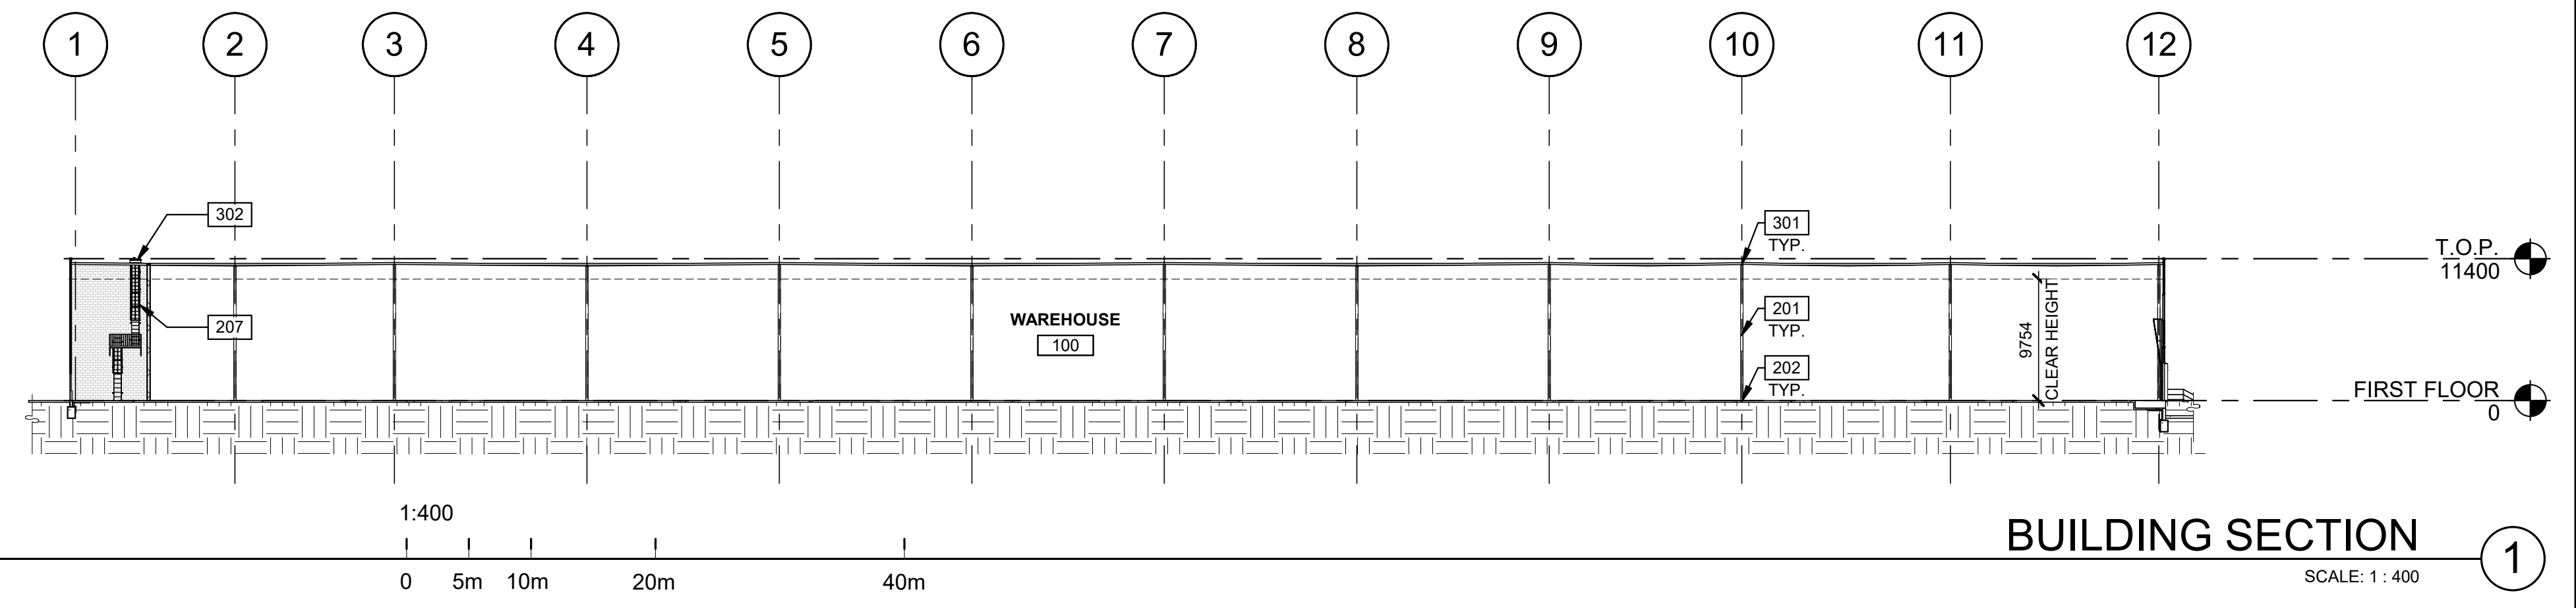 1 2 3 4 5 6 7 8 9 10 11 12
302
301
TYP.
T.O.P.
11400
207
WAREHOUSE
100
201
TYP.
202
TYP.
9754
CLEAR HEIGHT
FIRST FLOOR
0
1:400
0 5m 10m 20m 40m
BUILDING SECTION
1
SCALE: 1 : 400